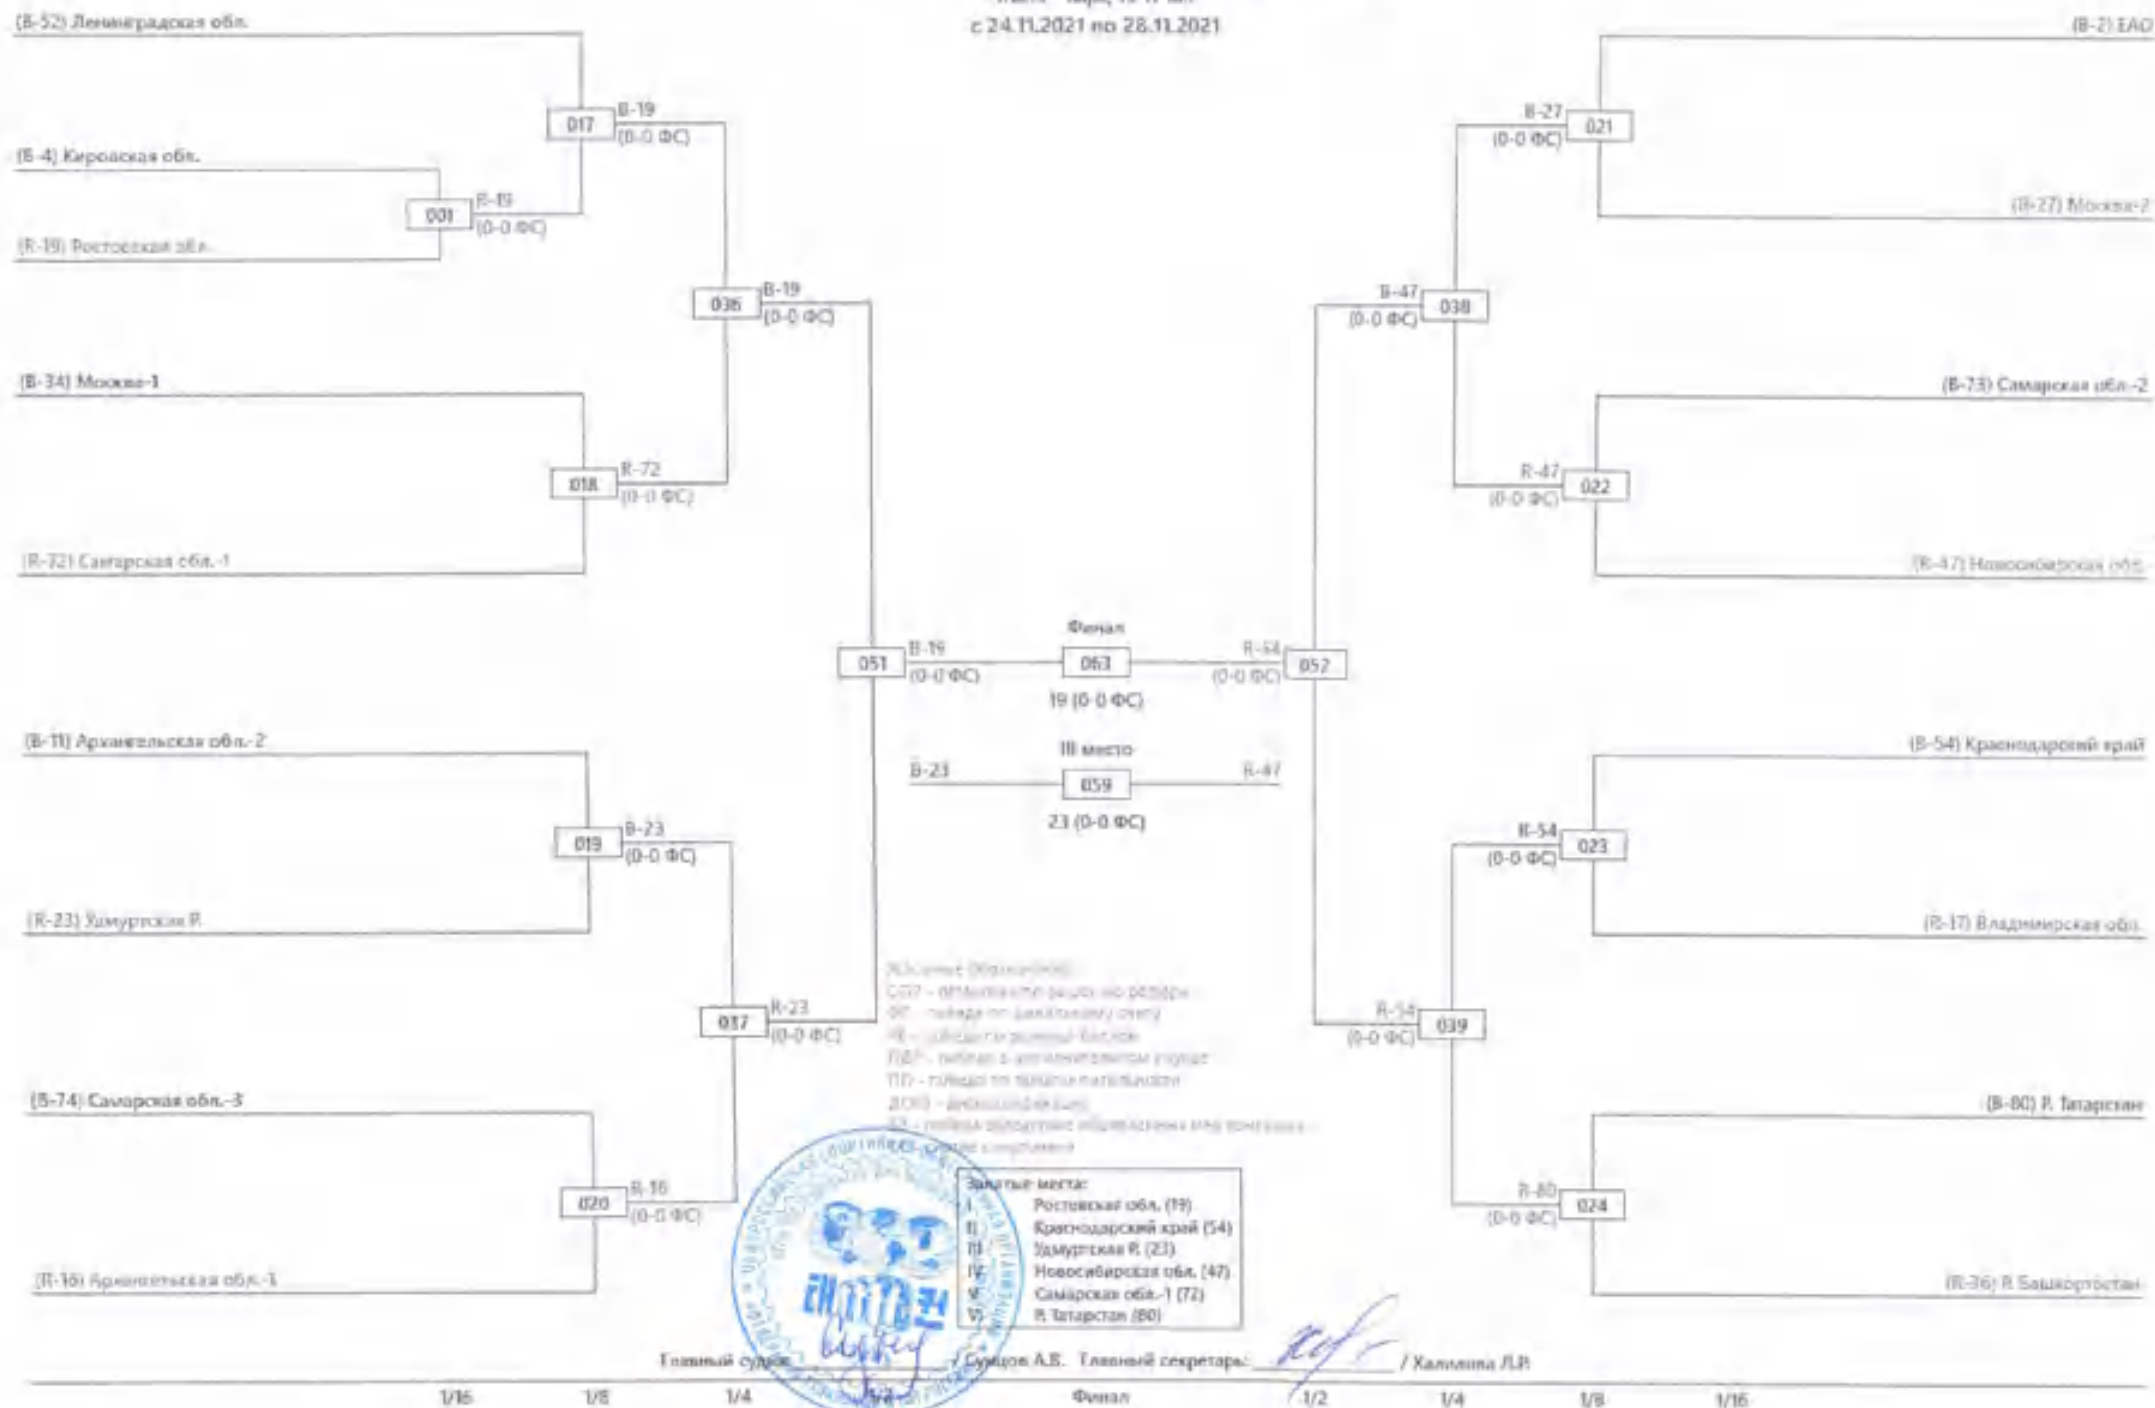 с 24.11.2021 по 28.11.2021
(B-52) Ленинградская обл.
(B-4) Кировская обл.
(R-19) Ростовская обл.
(B-34) Москва-1
(R-72) Самарская обл.-1
(B-11) Архангельская обл.-2
(R-23) Удмуртская Р.
(B-74) Самарская обл.-3
(R-16) Архангельская обл.-1
001
R-19
(0-0 ФС)
017
B-19
(0-0 ФС)
018
R-72
(0-0 ФС)
019
B-23
(0-0 ФС)
020
R-16
(0-0 ФС)
036
B-19
(0-0 ФС)
037
R-23
(0-0 ФС)
051
B-19
(0-0 ФС)
Финал
063
19 (0-0 ФС)
III место
B-23
059
R-47
23 (0-0 ФС)
R-54
(0-0 ФС)
052
B-47
(0-0 ФС)
038
R-54
(0-0 ФС)
039
B-27
(0-0 ФС)
021
R-47
(0-0 ФС)
022
(0-0 ФС)
023
R-80
(0-0 ФС)
024
(B-2) ЕАО
(R-27) Москва-2
(B-73) Самарская обл.-2
(R-47) Новосибирская обл.
(B-54) Краснодарский край
(R-17) Владимирская обл.
(B-80) Р. Татарстан
(R-36) Р. Башкортостан
Занятые места:
I Ростовская обл. (19)
II Краснодарский край (54)
III Удмуртская Р. (23)
IV Новосибирская обл. (47)
V Самарская обл.-1 (72)
VI Р. Татарстан (80)
Главный судья / Сумцов А.В. Главный секретарь: / Халимова Л.Р.
1/16 1/8 1/4 1/2 Финал 1/2 1/4 1/8 1/16